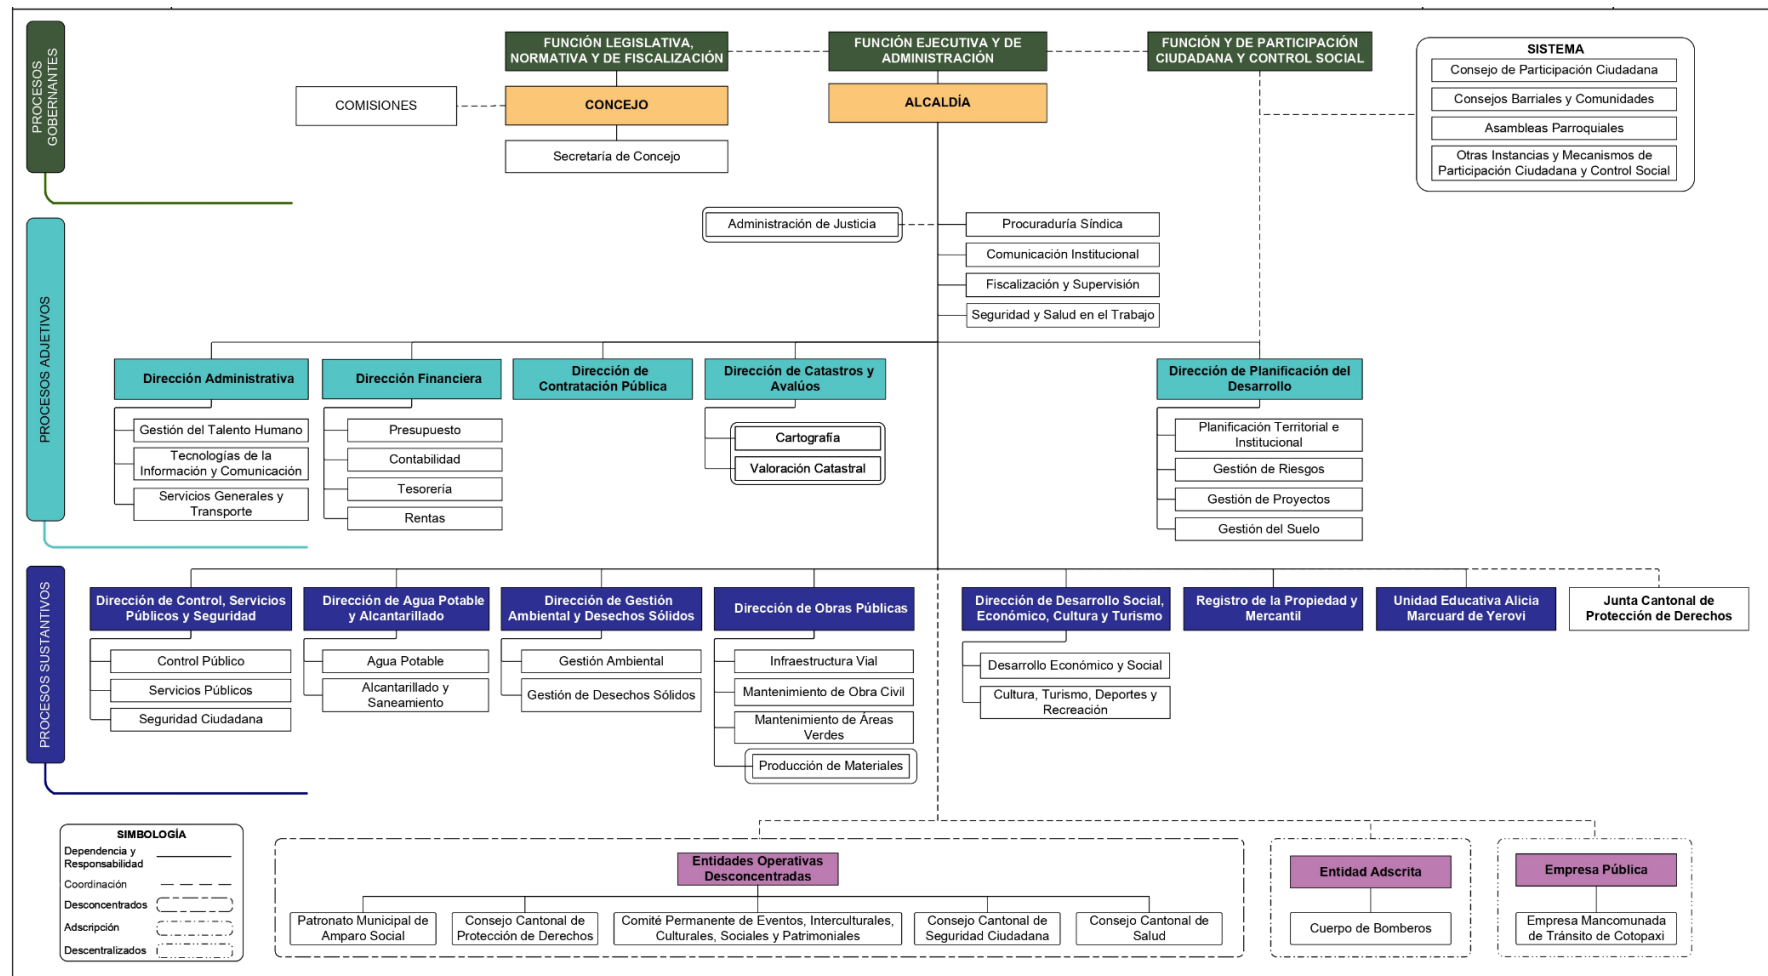 PROCESOS
GOBERNANTES
FUNCIÓN LEGISLATIVA,
NORMATIVA Y DE FISCALIZACIÓN
FUNCIÓN EJECUTIVA Y DE
ADMINISTRACIÓN
FUNCIÓN Y DE PARTICIPACIÓN
CIUDADANA Y CONTROL SOCIAL
SISTEMA
Consejo de Participación Ciudadana
Consejos Barriales y Comunidades
Asambleas Parroquiales
Otras Instancias y Mecanismos de
Participación Ciudadana y Control Social
COMISIONES
CONCEJO
ALCALDÍA
Secretaría de Concejo
PROCESOS ADJETIVOS
Administración de Justicia
Procuraduría Síndica
Comunicación Institucional
Fiscalización y Supervisión
Seguridad y Salud en el Trabajo
Dirección Administrativa
Gestión del Talento Humano
Tecnologías de la
Información y Comunicación
Servicios Generales y
Transporte
Dirección Financiera
Presupuesto
Contabilidad
Tesorería
Rentas
Dirección de
Contratación Pública
Dirección de Catastros y
Avalúos
Cartografía
Valoración Catastral
Dirección de Planificación del
Desarrollo
Planificación Territorial e
Institucional
Gestión de Riesgos
Gestión de Proyectos
Gestión del Suelo
PROCESOS SUSTANTIVOS
Dirección de Control, Servicios
Públicos y Seguridad
Control Público
Servicios Públicos
Seguridad Ciudadana
Dirección de Agua Potable
y Alcantarillado
Agua Potable
Alcantarillado y
Saneamiento
Dirección de Gestión
Ambiental y Desechos Sólidos
Gestión Ambiental
Gestión de Desechos Sólidos
Dirección de Obras Públicas
Infraestructura Vial
Mantenimiento de Obra Civil
Mantenimiento de Áreas
Verdes
Producción de Materiales
Dirección de Desarrollo Social,
Económico, Cultura y Turismo
Desarrollo Económico y Social
Cultura, Turismo, Deportes y
Recreación
Registro de la Propiedad y
Mercantil
Unidad Educativa Alicia
Marcuard de Yerovi
Junta Cantonal de
Protección de Derechos
SIMBOLOGÍA
Dependencia y
Responsabilidad
Coordinación
Desconcentrados
Adscripción
Descentralizados
Entidades Operativas
Desconcentradas
Patronato Municipal de
Amparo Social
Consejo Cantonal de
Protección de Derechos
Comité Permanente de Eventos, Interculturales,
Culturales, Sociales y Patrimoniales
Consejo Cantonal de
Seguridad Ciudadana
Consejo Cantonal de
Salud
Entidad Adscrita
Cuerpo de Bomberos
Empresa Pública
Empresa Mancomunada
de Tránsito de Cotopaxi